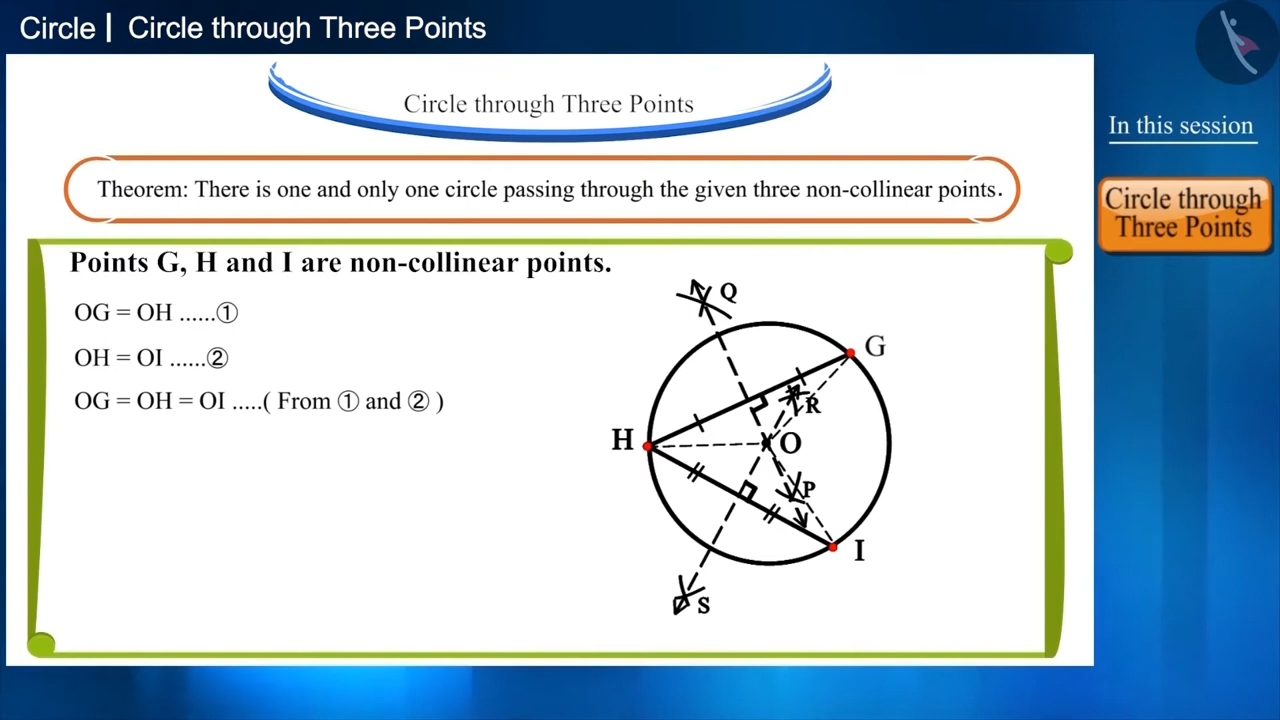 Circle | Circle through Three Points
Circle through Three Points
In this session
Theorem: There is one and only one circle passing through the given three non-collinear points.
Circle through
Three Points
Points G, H and I are non-collinear points.
OG = OH ......①
OH = OI ......②
OG = OH = OI .....( From ① and ② )
Q
G
R
H
O
P
I
S